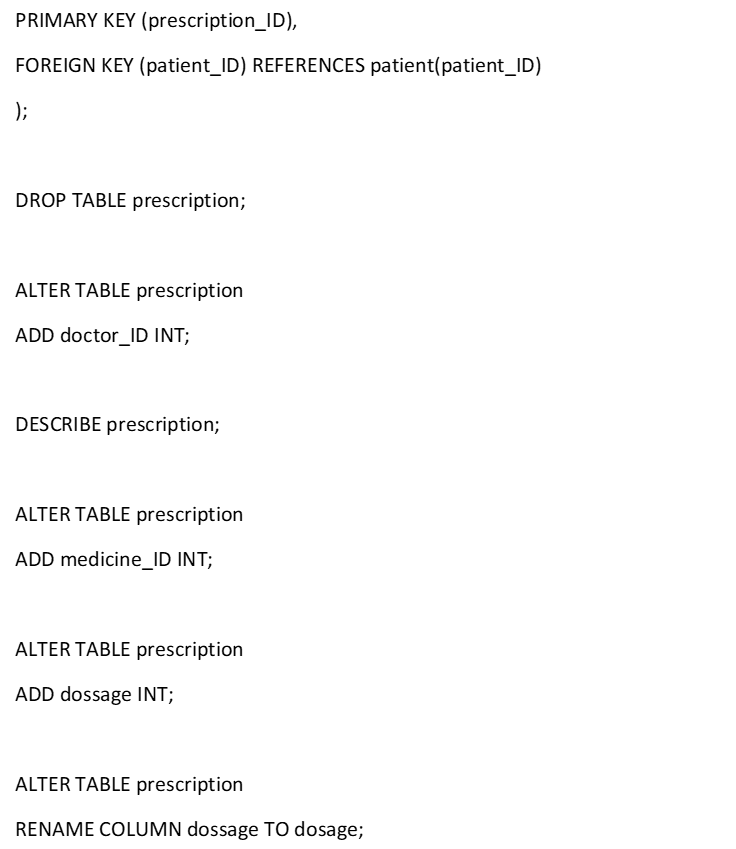 PRIMARY KEY (prescription_ID),
FOREIGN KEY (patient_ID) REFERENCES patient(patient_ID)
);
DROP TABLE prescription;
ALTER TABLE prescription
ADD doctor_ID INT;
DESCRIBE prescription;
ALTER TABLE prescription
ADD medicine_ID INT;
ALTER TABLE prescription
ADD dossage INT;
ALTER TABLE prescription
RENAME COLUMN dossage TO dosage;